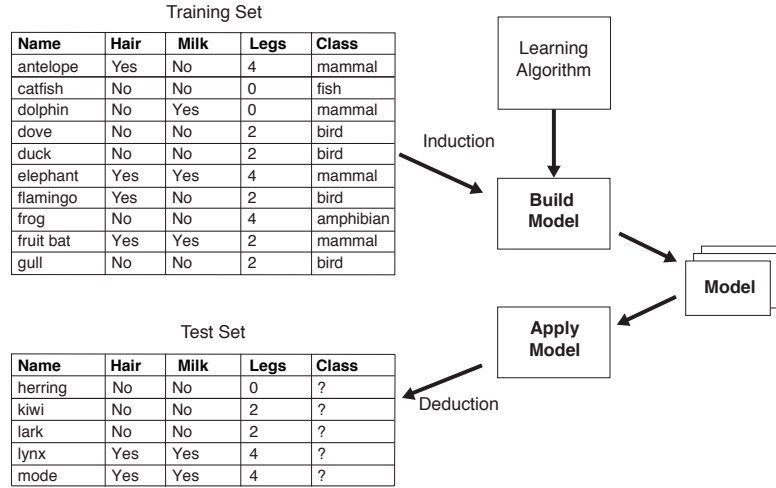 Training Set
Name Hair Milk Legs Class
antelope Yes No 4 mammal
catfish No No 0 fish
dolphin No Yes 0 mammal
dove No No 2 bird
duck No No 2 bird
elephant Yes Yes 4 mammal
flamingo Yes No 2 bird
frog No No 4 amphibian
fruit bat Yes Yes 2 mammal
gull No No 2 bird
Learning
Algorithm
Induction
Build
Model
Model
Apply
Model
Deduction
Test Set
Name Hair Milk Legs Class
herring No No 0 ?
kiwi No No 2 ?
lark No No 2 ?
lynx Yes Yes 4 ?
mode Yes Yes 4 ?